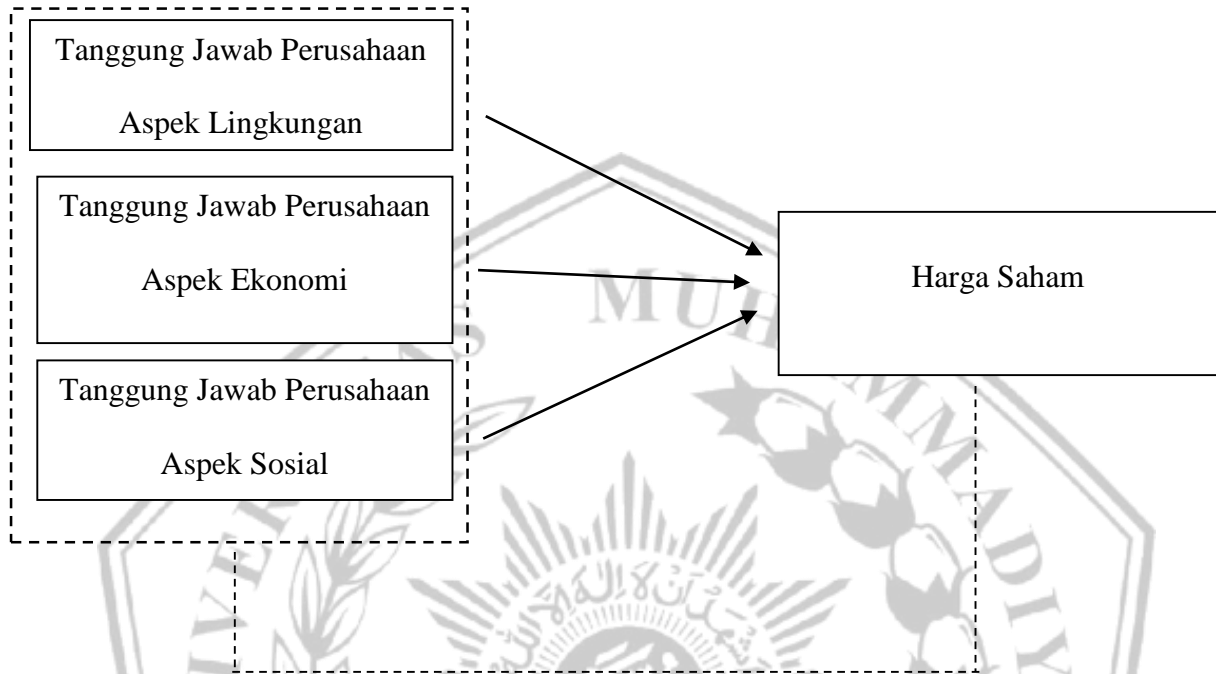 Tanggung Jawab Perusahaan
Aspek Lingkungan
Tanggung Jawab Perusahaan
Aspek Ekonomi
Tanggung Jawab Perusahaan
Aspek Sosial
Harga Saham